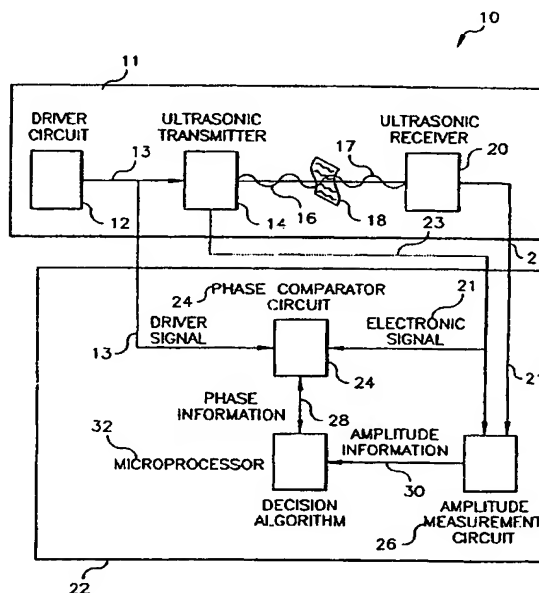 10
11
DRIVER
CIRCUIT
ULTRASONIC
TRANSMITTER
ULTRASONIC
RECEIVER
13
17
20
12
14
16
18
23
2
24
PHASE COMPARATOR
CIRCUIT
21
DRIVER
SIGNAL
ELECTRONIC
SIGNAL
13
24
21
PHASE
INFORMATION
28
32
AMPLITUDE
INFORMATION
MICROPROCESSOR
30
DECISION
ALGORITHM
AMPLITUDE
MEASUREMENT
CIRCUIT
26
22